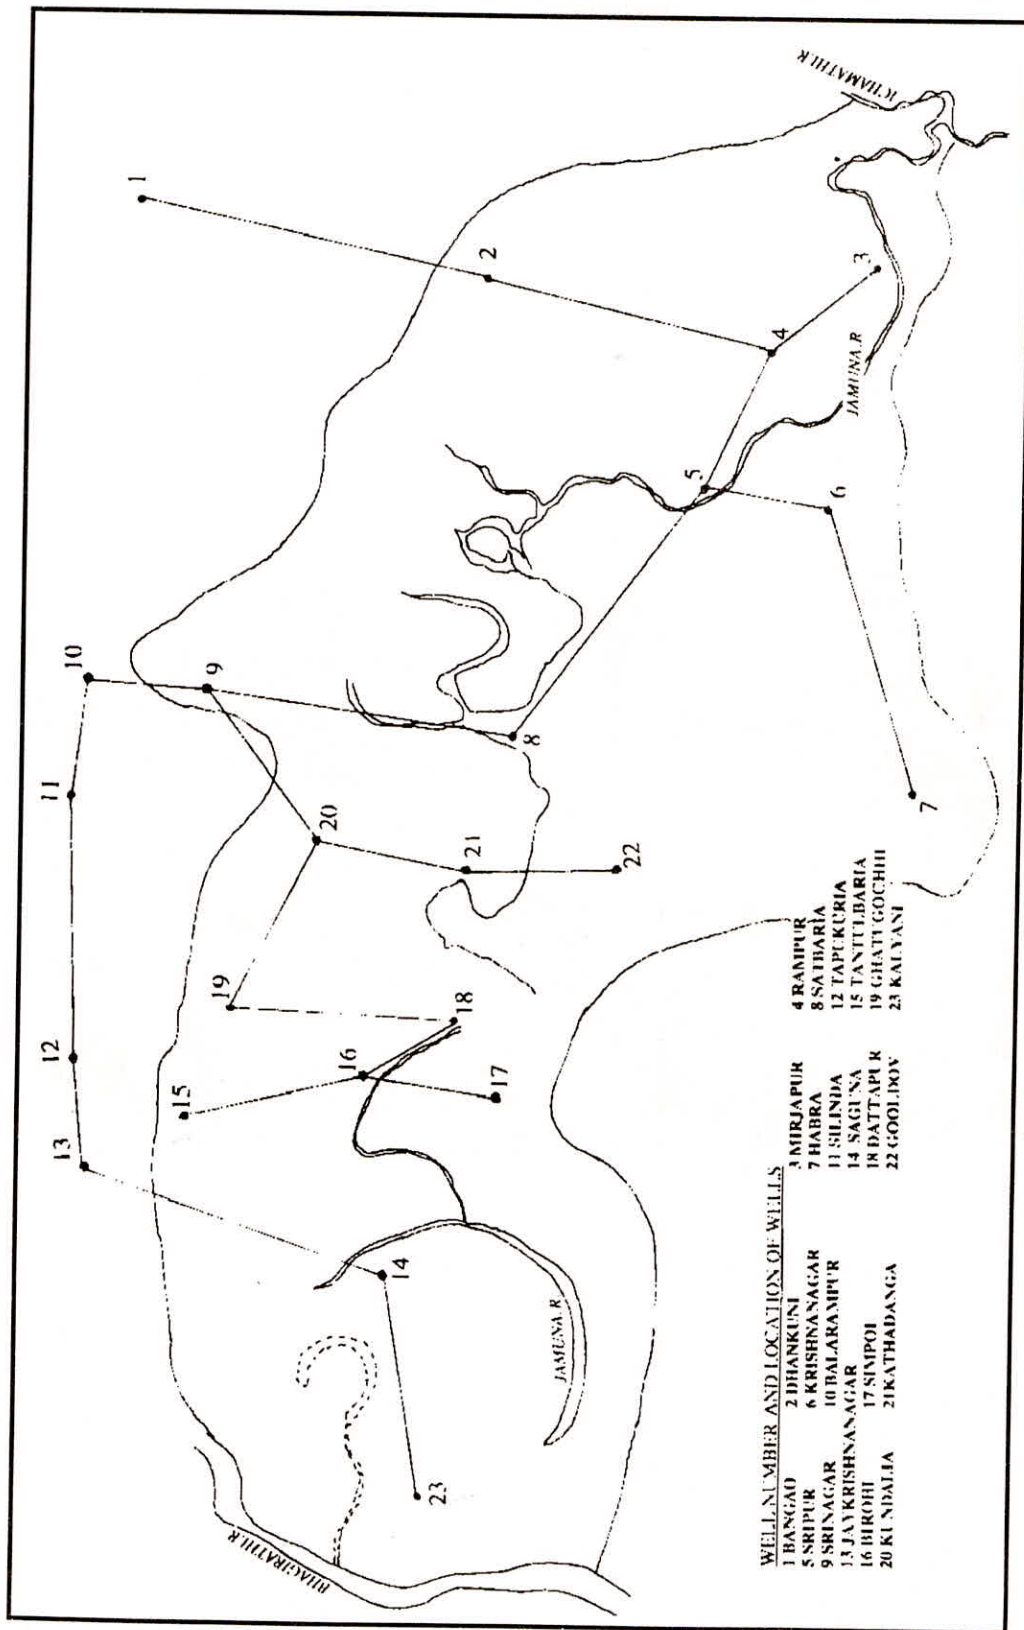 1
2
3
4
5
6
7
8
9
10
11
12
13
14
15
16
17
18
19
20
21
22
23
BHAGIRATHI.R
JAMUNA.R
JAMUNA.R
ICHAMATHI.R
WELL NUMBER AND LOCATION OF WELLS
1 BANGAO 2 DHANKUNI 3 MIRJAPUR 4 RAMPUR
5 SRIPUR 6 KRISHNANAGAR 7 HABRA 8 SATBARIA
9 SRINAGAR 10 BALARAMPUR 11 SILINDA 12 TAPUKURIA
13 JAYKRISHNANAGAR 14 SAGUNA 15 TANTULBARIA
16 BIROHI 17 SIMPOI 18 DATTAPUR 19 GHATUGOCHHI
20 KUNDALIA 21 KATHADANGA 22 GOOLDOV 23 KALYANI